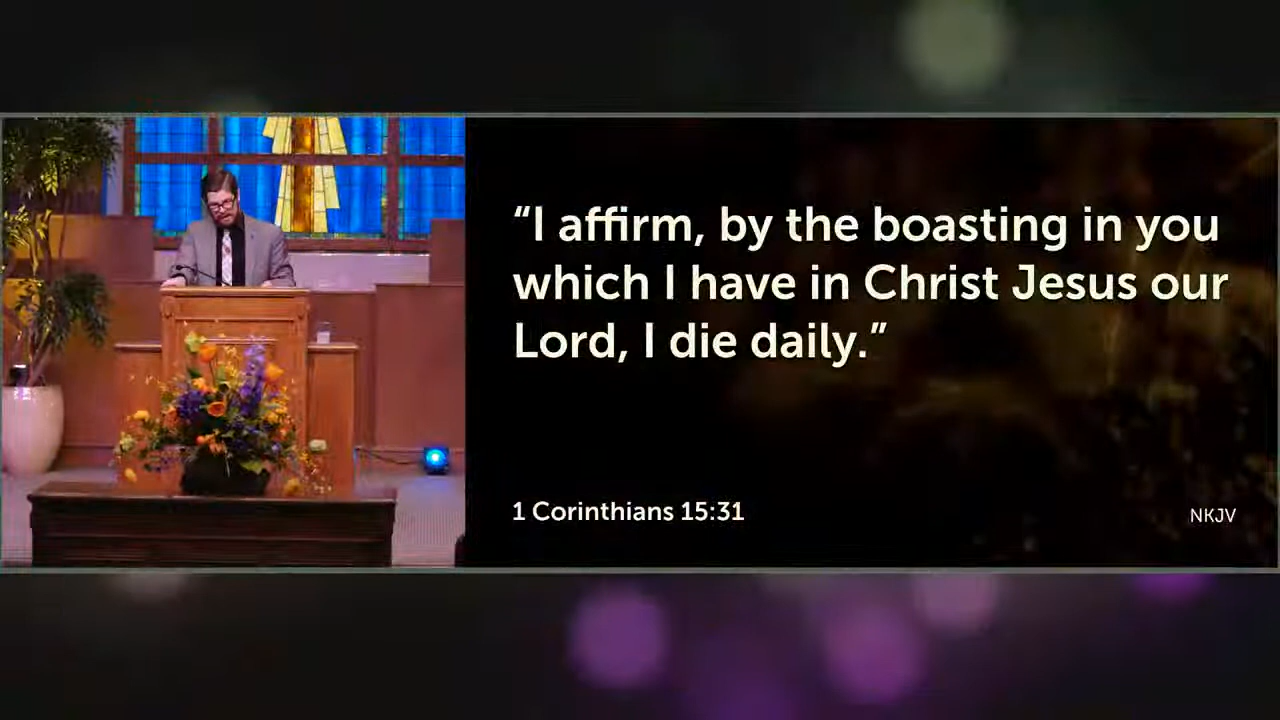 “I affirm, by the boasting in you
which I have in Christ Jesus our
Lord, I die daily.”
1 Corinthians 15:31
NKJV